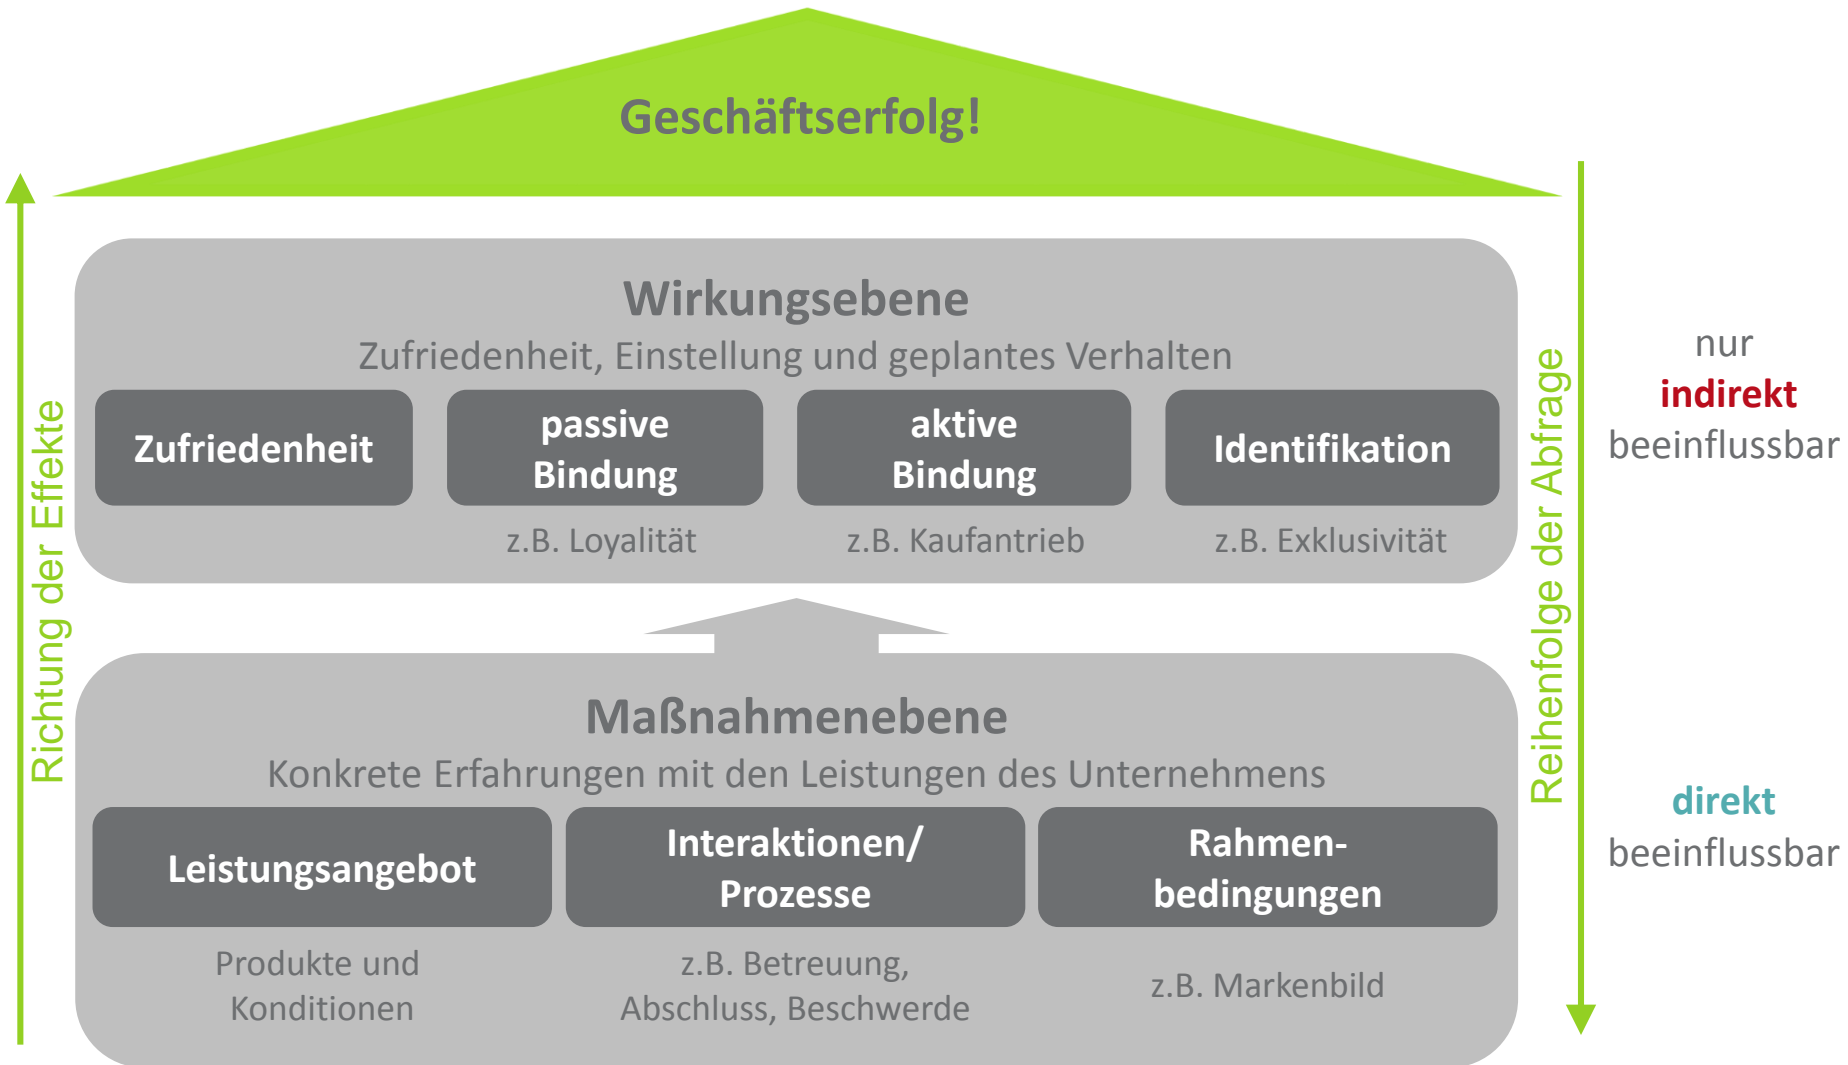 Geschäftserfolg!
Richtung der Effekte
Wirkungsebene
Zufriedenheit, Einstellung und geplantes Verhalten
Zufriedenheit
passive
Bindung
z.B. Loyalität
aktive
Bindung
z.B. Kaufantrieb
Identifikation
z.B. Exklusivität
Maßnahmenebene
Konkrete Erfahrungen mit den Leistungen des Unternehmens
Leistungsangebot
Produkte und
Konditionen
Interaktionen/
Prozesse
z.B. Betreuung,
Abschluss, Beschwerde
Rahmen-
bedingungen
z.B. Markenbild
Reihenfolge der Abfrage
nur
indirekt
beeinflussbar
direkt
beeinflussbar